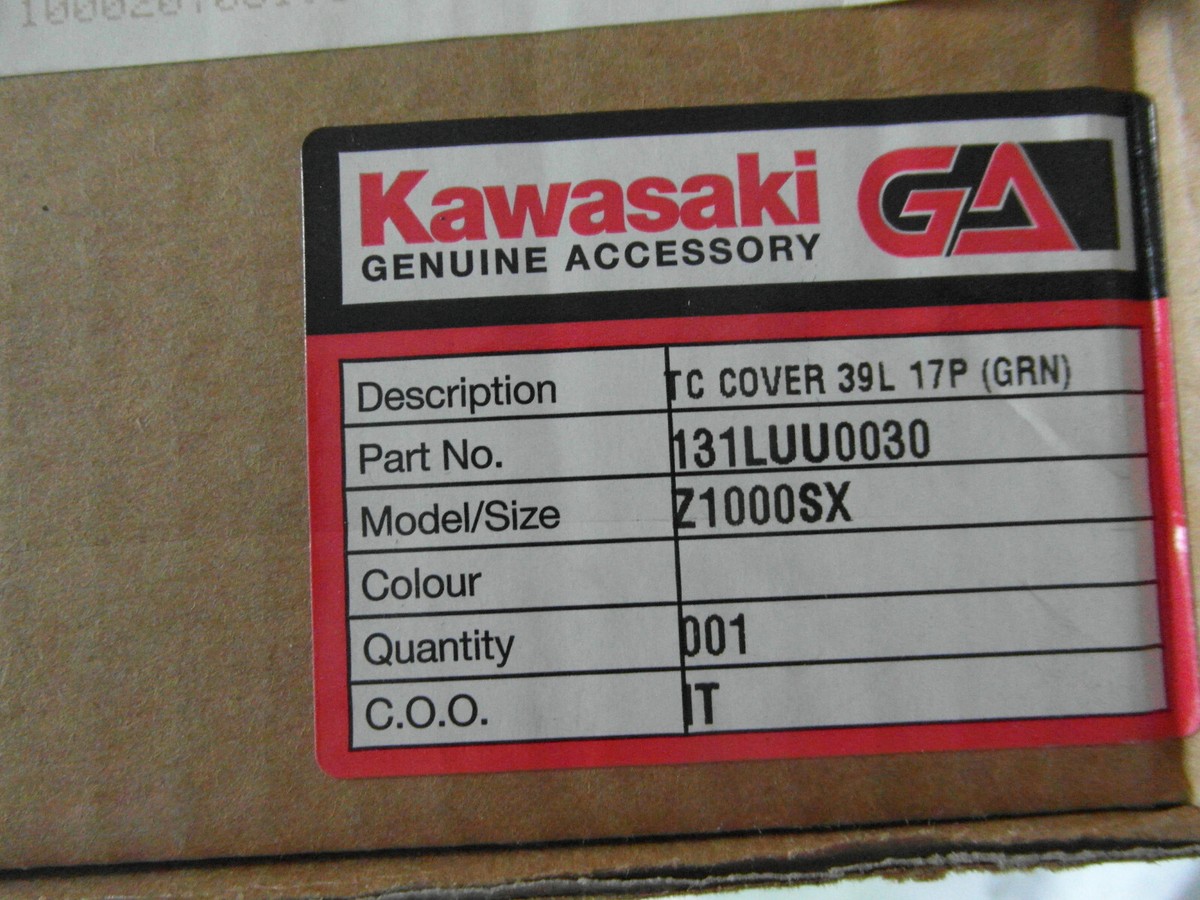 Kawasaki GA
GENUINE ACCESSORY
Description TC COVER 39L 17P (GRN)
Part No. 131LUU0030
Model/Size Z1000SX
Colour
Quantity 001
C.O.O. IT